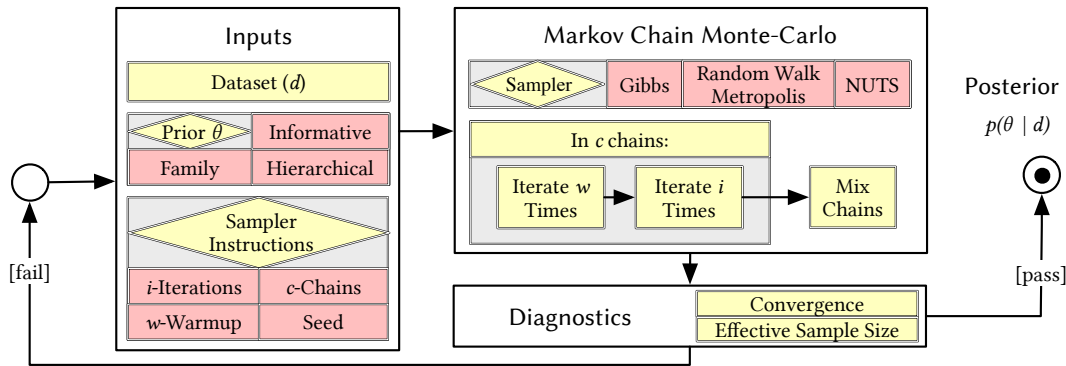 Inputs
Dataset (d)
Prior θ
Informative
Family
Hierarchical
Sampler
Instructions
i-Iterations
c-Chains
w-Warmup
Seed
[fail]
Markov Chain Monte-Carlo
Sampler
Gibbs
Random Walk
Metropolis
NUTS
In c chains:
Iterate w
Times
Iterate i
Times
Mix
Chains
Diagnostics
Convergence
Effective Sample Size
Posterior
p(θ | d)
[pass]